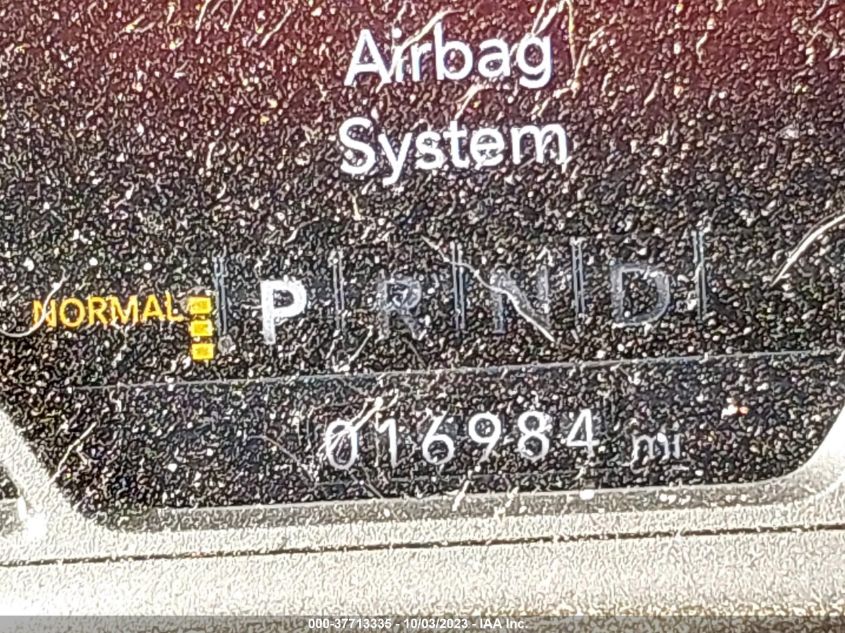 Airbag
System
NORMAL P R N D
016984 mi
000-37713335 - 10/03/2023 - IAA Inc.